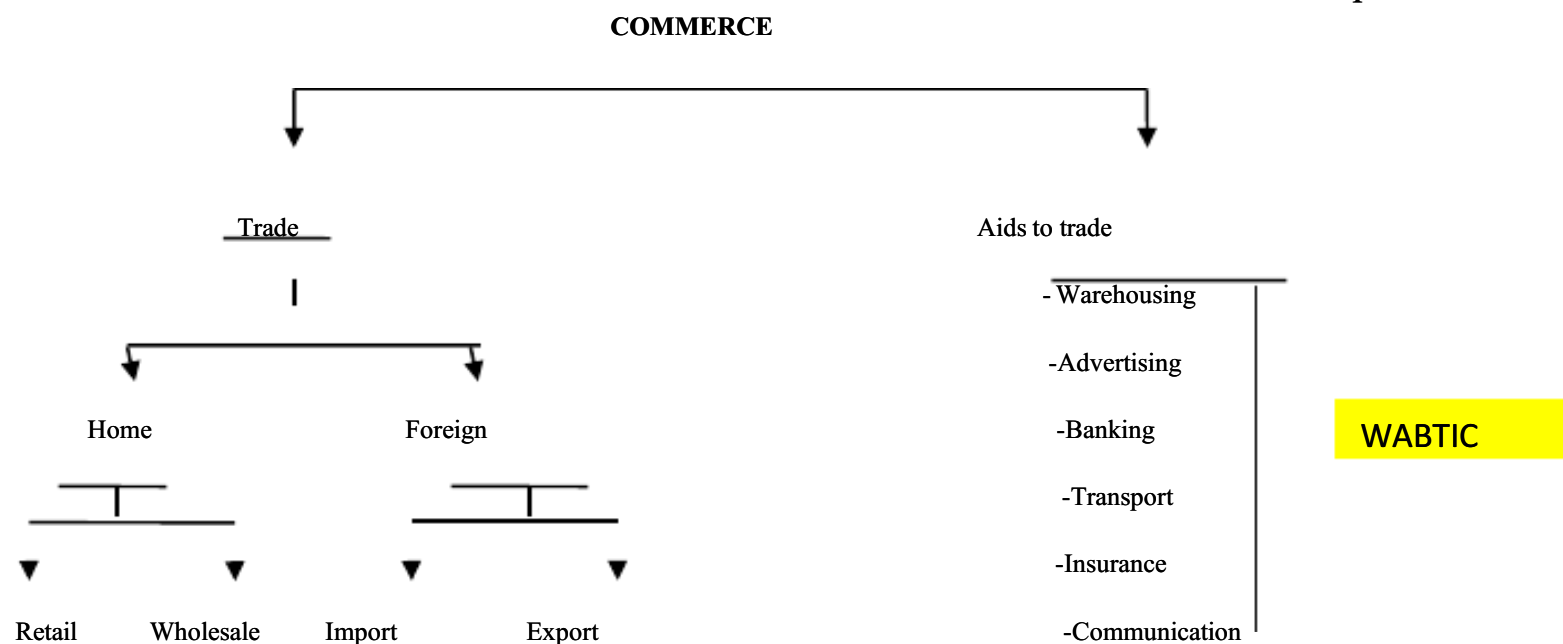 COMMERCE
Trade
Aids to trade
- Warehousing
-Advertising
Home
Foreign
-Banking
WABTIC
-Transport
-Insurance
Retail
Wholesale
Import
Export
-Communication